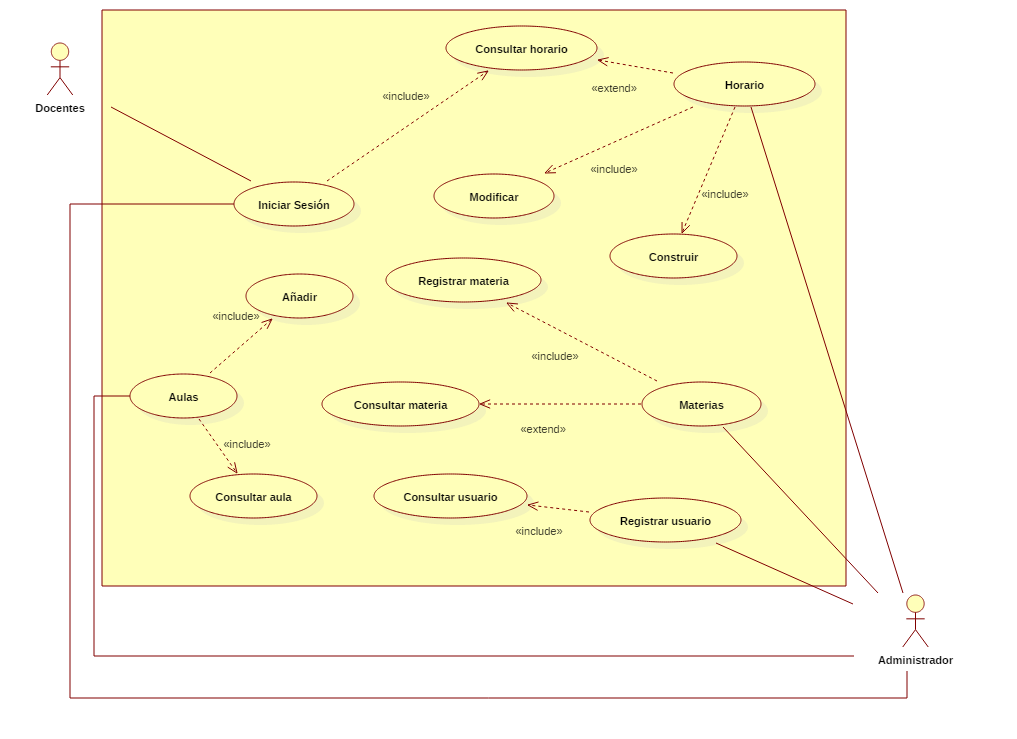 Consultar horario
Docentes
Horario
«include»
«extend»
«include»
Modificar
«include»
Iniciar Sesión
Construir
Registrar materia
Añadir
«include»
«include»
Aulas
Consultar materia
Materias
«extend»
«include»
Consultar aula
Consultar usuario
Registrar usuario
«include»
Administrador